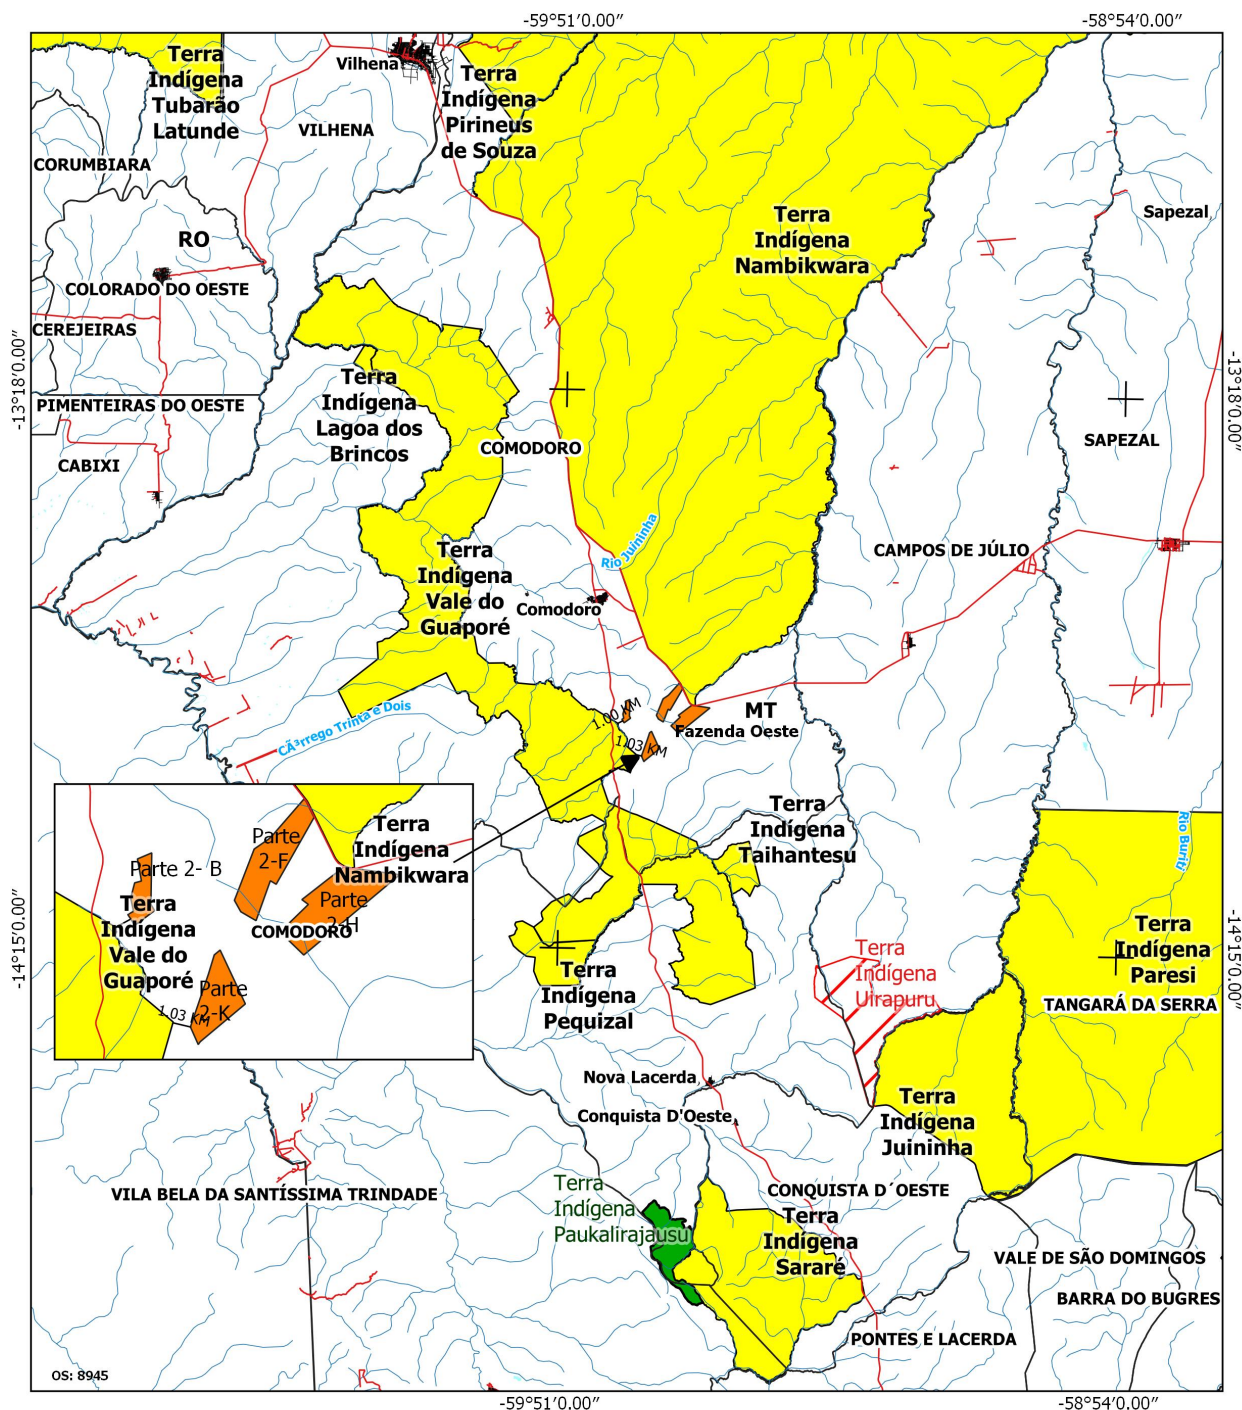 -59°51′0.00″
-58°54′0.00″
Terra
Indígena
Tubarão
Latunde
Vilhena
Terra
Indígena
Pirineus
de Souza
VILHENA
CORUMBIARA
Terra
Indígena
Nambikwara
Sapezal
RO
COLORADO DO OESTE
CEREJEIRAS
-13°18′0.00″
-13°18′0.00″
Terra
Indígena
Lagoa dos
Brincos
PIMENTEIRAS DO OESTE
COMODORO
SAPEZAL
CABIXI
Rio Juininha
CAMPOS DE JÚLIO
Terra
Indígena
Vale do
Guaporé
Comodoro
CÃ³rrego Trinta e Dois
1.00 KM
MT
Fazenda Oeste
1.03 KM
Terra
Indígena
Taihantesu
Rio Buriti
Parte
2-F
Terra
Indígena
Nambikwara
Parte 2- B
Parte
2-H
Terra
Indígena
Vale do
Guaporé
COMODORO
Parte
2-K
1.03 KM
-14°15′0.00″
-14°15′0.00″
Terra
Indígena
Uirapuru
Terra
Indígena
Paresi
Terra
Indígena
Pequizal
TANGARÁ DA SERRA
Nova Lacerda
Conquista D'Oeste
Terra
Indígena
Juininha
VILA BELA DA SANTÍSSIMA TRINDADE
Terra
Indígena
Paukalirajausu
CONQUISTA D´OESTE
Terra
Indígena
Sararé
VALE DE SÃO DOMINGOS
BARRA DO BUGRES
PONTES E LACERDA
OS: 8945
-59°51′0.00″
-58°54′0.00″